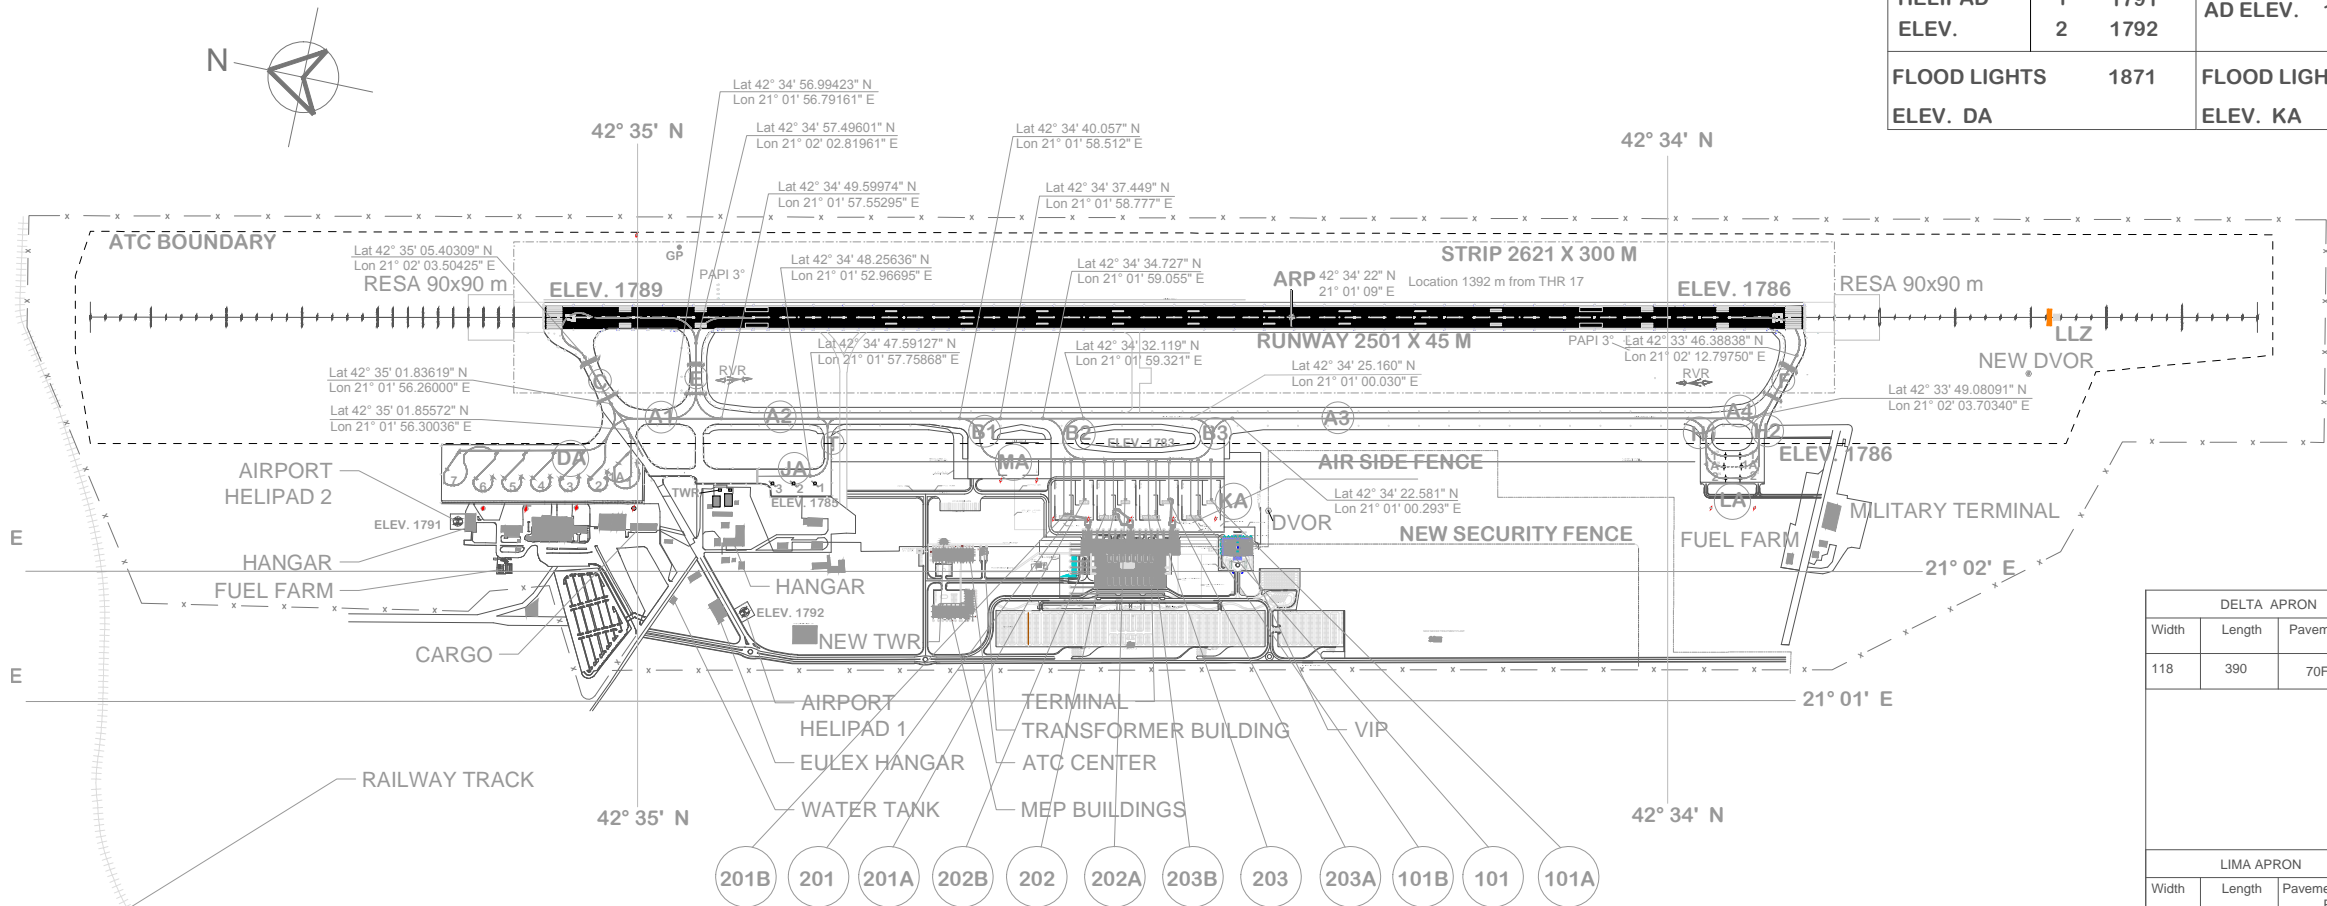 HELIPAD 1 1791
ELEV. 2 1792
AD ELEV.
FLOOD LIGHTS 1871
ELEV. DA
FLOOD LIGH
ELEV. KA
N
42° 35' N
42° 34' N
Lat 42° 34' 56.99423" N
Lon 21° 01' 56.79161" E
Lat 42° 34' 57.49601" N
Lon 21° 02' 02.81961" E
Lat 42° 34' 40.057" N
Lon 21° 01' 58.512" E
Lat 42° 34' 49.59974" N
Lon 21° 01' 57.55295" E
Lat 42° 34' 37.449" N
Lon 21° 01' 58.777" E
ATC BOUNDARY
Lat 42° 35' 05.40309" N
Lon 21° 02' 03.50425" E
RESA 90x90 m
GP
PAPI 3°
Lat 42° 34' 48.25636" N
Lon 21° 01' 52.96695" E
Lat 42° 34' 34.727" N
Lon 21° 01' 59.055" E
STRIP 2621 X 300 M
ARP
42° 34' 22" N
21° 01' 09" E
Location 1392 m from THR 17
ELEV. 1789
ELEV. 1786
RESA 90x90 m
Lat 42° 34' 47.59127" N
Lon 21° 01' 57.75868" E
Lat 42° 34' 32.119" N
Lon 21° 01' 59.321" E
RUNWAY 2501 X 45 M
PAPI 3°
Lat 42° 33' 46.38838" N
Lon 21° 02' 12.79750" E
LLZ
NEW DVOR
Lat 42° 35' 01.83619" N
Lon 21° 01' 56.26000" E
C
E
RVR
Lat 42° 34' 25.160" N
Lon 21° 01' 00.030" E
RVR
F
Lat 42° 33' 49.08091" N
Lon 21° 02' 03.70340" E
Lat 42° 35' 01.85572" N
Lon 21° 01' 56.30036" E
A1
A2
A3
A4
B1
B2
B3
ELEV. 1783
H2
ELEV. 1786
DA
JA
MA
AIR SIDE FENCE
AIRPORT
HELIPAD 2
7
6
5
4
3
2
3 2 1
TWR
ELEV. 1785
KA
Lat 42° 34' 22.581" N
Lon 21° 01' 00.293" E
LA
ELEV. 1791
DVOR
NEW SECURITY FENCE
MILITARY TERMINAL
FUEL FARM
E
HANGAR
FUEL FARM
HANGAR
21° 02' E
ELEV. 1792
NEW TWR
CARGO
E
AIRPORT
HELIPAD 1
TERMINAL
TRANSFORMER BUILDING
VIP
21° 01' E
EULEX HANGAR
ATC CENTER
RAILWAY TRACK
WATER TANK
MEP BUILDINGS
42° 35' N
42° 34' N
201B 201 201A 202B 202 202A 203B 203 203A 101B 101 101A
DELTA APRON
Width Length Pavem
118 390 70F
LIMA APRON
Width Length Paveme